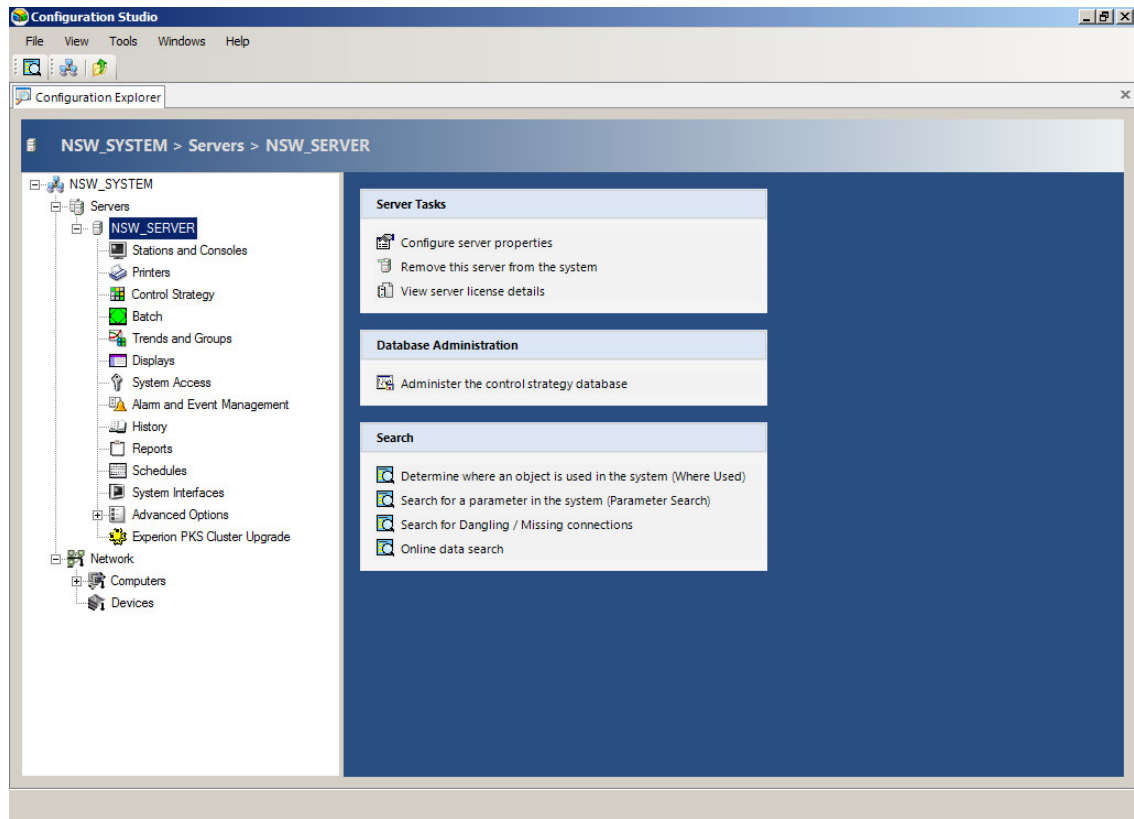 Configuration Studio
File View Tools Windows Help
Configuration Explorer
NSW_SYSTEM > Servers > NSW_SERVER
NSW_SYSTEM
Servers
NSW_SERVER
Stations and Consoles
Printers
Control Strategy
Batch
Trends and Groups
Displays
System Access
Alarm and Event Management
History
Reports
Schedules
System Interfaces
Advanced Options
Experion PKS Cluster Upgrade
Network
Computers
Devices
Server Tasks
Configure server properties
Remove this server from the system
View server license details
Database Administration
Administer the control strategy database
Search
Determine where an object is used in the system (Where Used)
Search for a parameter in the system (Parameter Search)
Search for Dangling / Missing connections
Online data search